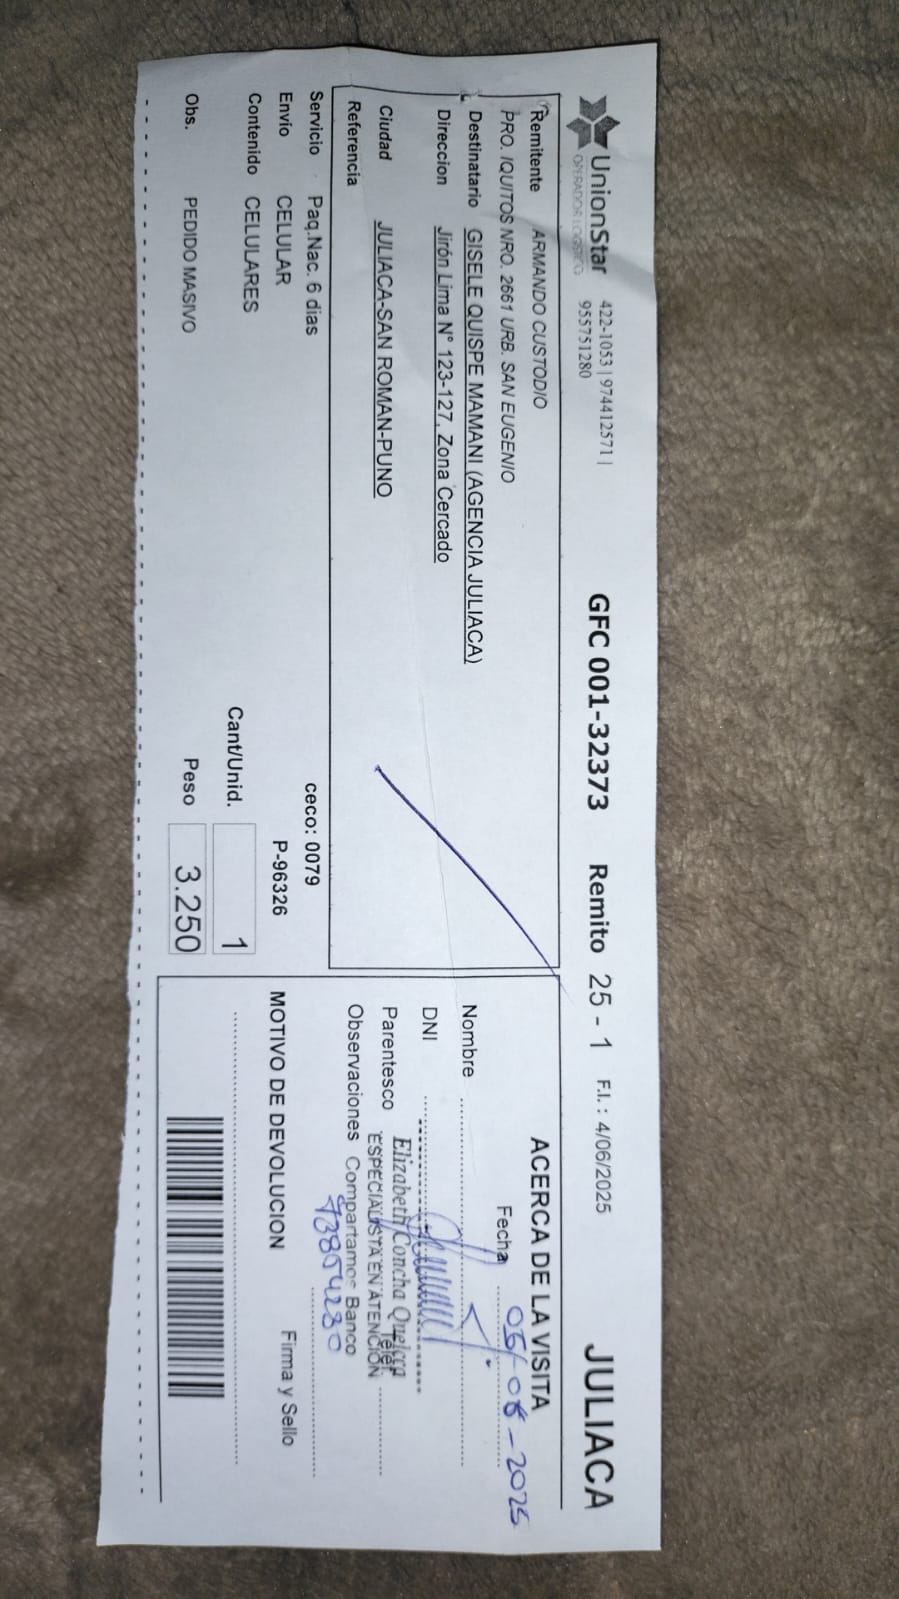 UnionStar 422-1053 | 974412571 |
OPERADOR LOGISTICO 955751280
GFC 001-32373 Remito 25 - 1 F.I. : 4/06/2025 JULIACA
Remitente ARMANDO CUSTODIO
PRO. IQUITOS NRO. 2661 URB. SAN EUGENIO
Destinatario GISELE QUISPE MAMANI (AGENCIA JULIACA)
Direccion Jirón Lima N° 123-127, Zona Cercado
Ciudad JULIACA-SAN ROMAN-PUNO
Referencia
Servicio Paq.Nac. 6 dias ceco: 0079
Envio CELULAR P-96326
Contenido CELULARES Cant/Unid. 1
Obs. PEDIDO MASIVO Peso 3.250
ACERCA DE LA VISITA
Fecha 05-06-2025
Nombre
DNI
Parentesco Elizabeth Concha Telef.
ESPECIALISTA EN ATENCIÓN
Observaciones Compartamos Banco
MOTIVO DE DEVOLUCION Firma y Sello